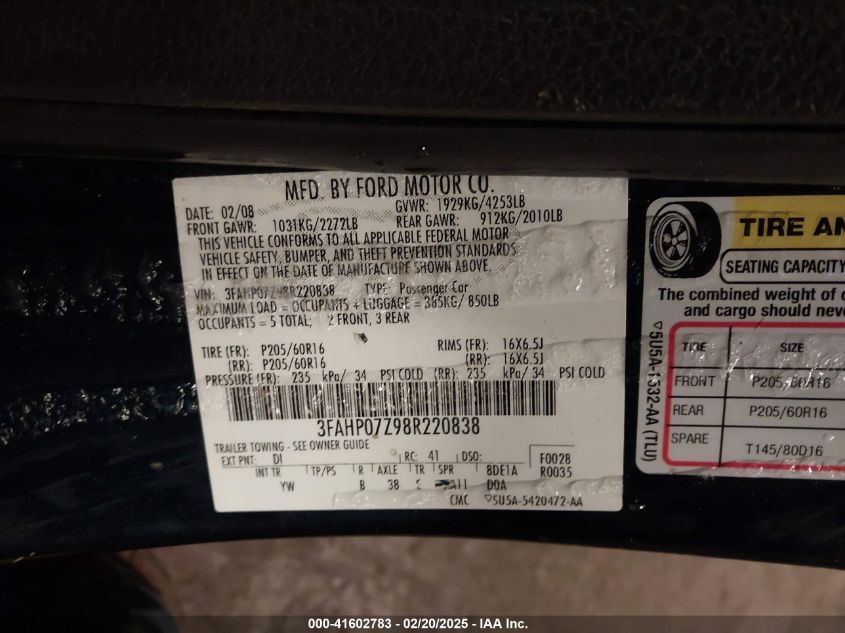 MFD. BY FORD MOTOR CO.
DATE: 02/08 GVWR: 1929KG/4253LB
FRONT GAWR: 1031KG/2272LB REAR GAWR: 912KG/2010LB
THIS VEHICLE CONFORMS TO ALL APPLICABLE FEDERAL MOTOR
VEHICLE SAFETY, BUMPER, AND THEFT PREVENTION STANDARDS
IN EFFECT ON THE DATE OF MANUFACTURE SHOWN ABOVE.
VIN: 3FAHP07Z98R220838 TYPE: Passenger Car
MAXIMUM LOAD = OCCUPANTS + LUGGAGE = 385KG/ 850LB
OCCUPANTS = 5 TOTAL; 2 FRONT, 3 REAR
TIRE (FR): P205/60R16 RIMS (FR): 16X6.5J
(RR): P205/60R16 (RR): 16X6.5J
PRESSURE (FR): 235 kPa/ 34 PSI COLD (RR): 235 kPa/ 34 PSI COLD
3FAHP07Z98R220838
TRAILER TOWING - SEE OWNER GUIDE
EXT PNT: DI RC: 41 DSO: F0028
R0035
INT TR TP/PS R AXLE TR SPR 8DE1A
YW B 38 A11 D0A
CMC ▽5U5A-5420472-AA
TIRE AN
SEATING CAPACITY
The combined weight of
and cargo should neve
TIRE SIZE
FRONT P205/60R16
REAR P205/60R16
SPARE T145/80D16
000-41602783 - 02/20/2025 - IAA Inc.